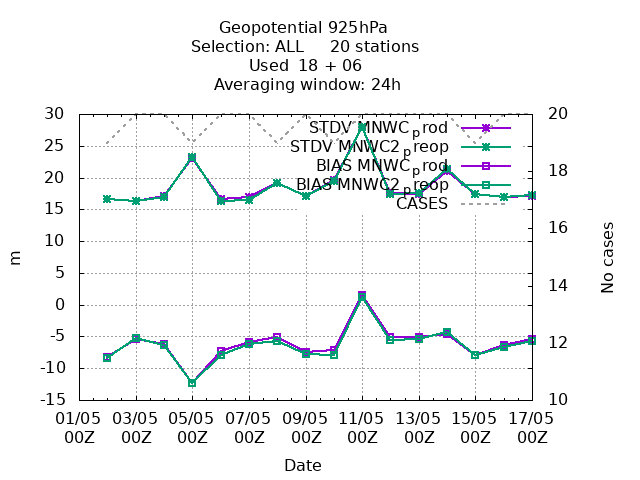 Geopotential 925hPa
Selection: ALL 20 stations
Used 18 + 06
Averaging window: 24h
30
25
20
15
10
5
0
-5
-10
-15
m
20
18
16
14
12
10
No cases
STDV MNWC_prod
STDV MNWC2_preop
BIAS MNWC_prod
BIAS MNWC2_preop
CASES
01/05 03/05 05/05 07/05 09/05 11/05 13/05 15/05 17/05
00Z 00Z 00Z 00Z 00Z 00Z 00Z 00Z 00Z
Date